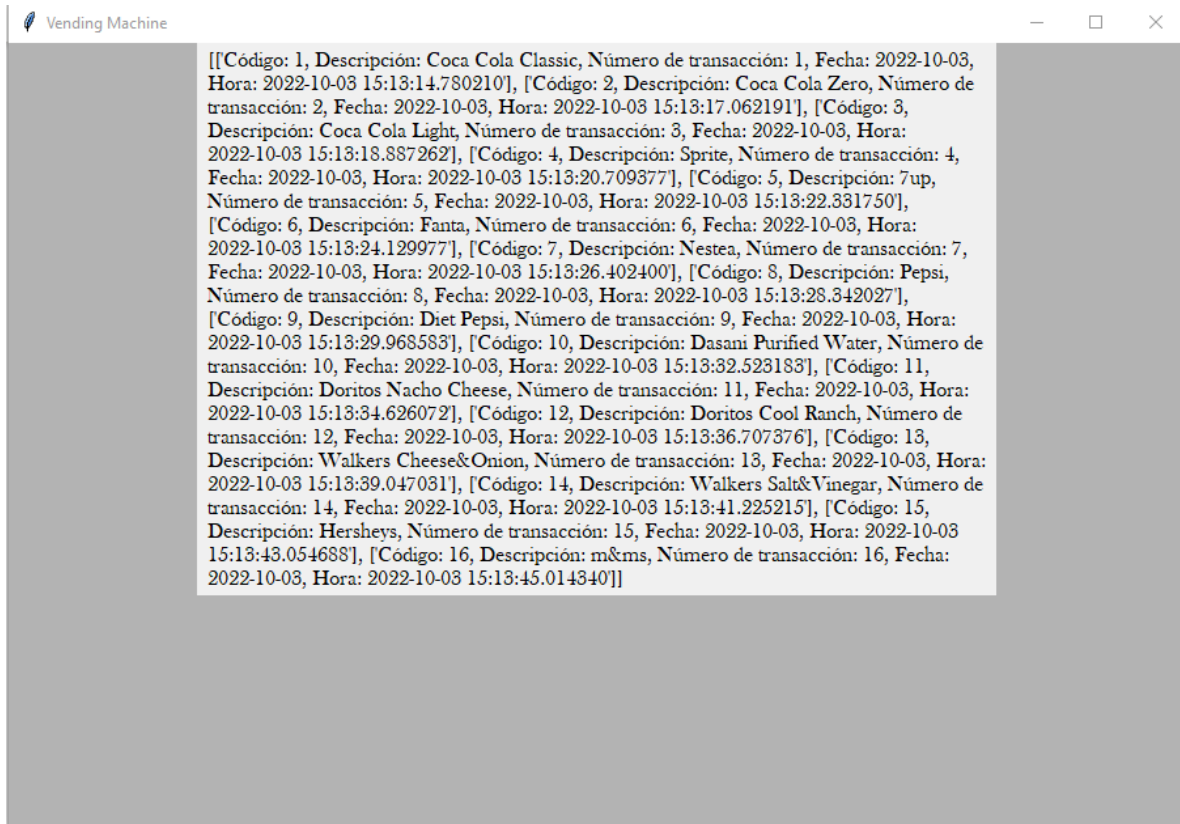 Vending Machine
[['Código: 1, Descripción: Coca Cola Classic, Número de transacción: 1, Fecha: 2022-10-03,
Hora: 2022-10-03 15:13:14.780210'], ['Código: 2, Descripción: Coca Cola Zero, Número de
transacción: 2, Fecha: 2022-10-03, Hora: 2022-10-03 15:13:17.062191'], ['Código: 3,
Descripción: Coca Cola Light, Número de transacción: 3, Fecha: 2022-10-03, Hora:
2022-10-03 15:13:18.887262'], ['Código: 4, Descripción: Sprite, Número de transacción: 4,
Fecha: 2022-10-03, Hora: 2022-10-03 15:13:20.709377'], ['Código: 5, Descripción: 7up,
Número de transacción: 5, Fecha: 2022-10-03, Hora: 2022-10-03 15:13:22.331750'],
['Código: 6, Descripción: Fanta, Número de transacción: 6, Fecha: 2022-10-03, Hora:
2022-10-03 15:13:24.129977'], ['Código: 7, Descripción: Nestea, Número de transacción: 7,
Fecha: 2022-10-03, Hora: 2022-10-03 15:13:26.402400'], ['Código: 8, Descripción: Pepsi,
Número de transacción: 8, Fecha: 2022-10-03, Hora: 2022-10-03 15:13:28.342027'],
['Código: 9, Descripción: Diet Pepsi, Número de transacción: 9, Fecha: 2022-10-03, Hora:
2022-10-03 15:13:29.968583'], ['Código: 10, Descripción: Dasani Purified Water, Número de
transacción: 10, Fecha: 2022-10-03, Hora: 2022-10-03 15:13:32.523183'], ['Código: 11,
Descripción: Doritos Nacho Cheese, Número de transacción: 11, Fecha: 2022-10-03, Hora:
2022-10-03 15:13:34.626072'], ['Código: 12, Descripción: Doritos Cool Ranch, Número de
transacción: 12, Fecha: 2022-10-03, Hora: 2022-10-03 15:13:36.707376'], ['Código: 13,
Descripción: Walkers Cheese&Onion, Número de transacción: 13, Fecha: 2022-10-03, Hora:
2022-10-03 15:13:39.047031'], ['Código: 14, Descripción: Walkers Salt&Vinegar, Número de
transacción: 14, Fecha: 2022-10-03, Hora: 2022-10-03 15:13:41.225215'], ['Código: 15,
Descripción: Hersheys, Número de transacción: 15, Fecha: 2022-10-03, Hora: 2022-10-03
15:13:43.054688'], ['Código: 16, Descripción: m&ms, Número de transacción: 16, Fecha:
2022-10-03, Hora: 2022-10-03 15:13:45.014340']]